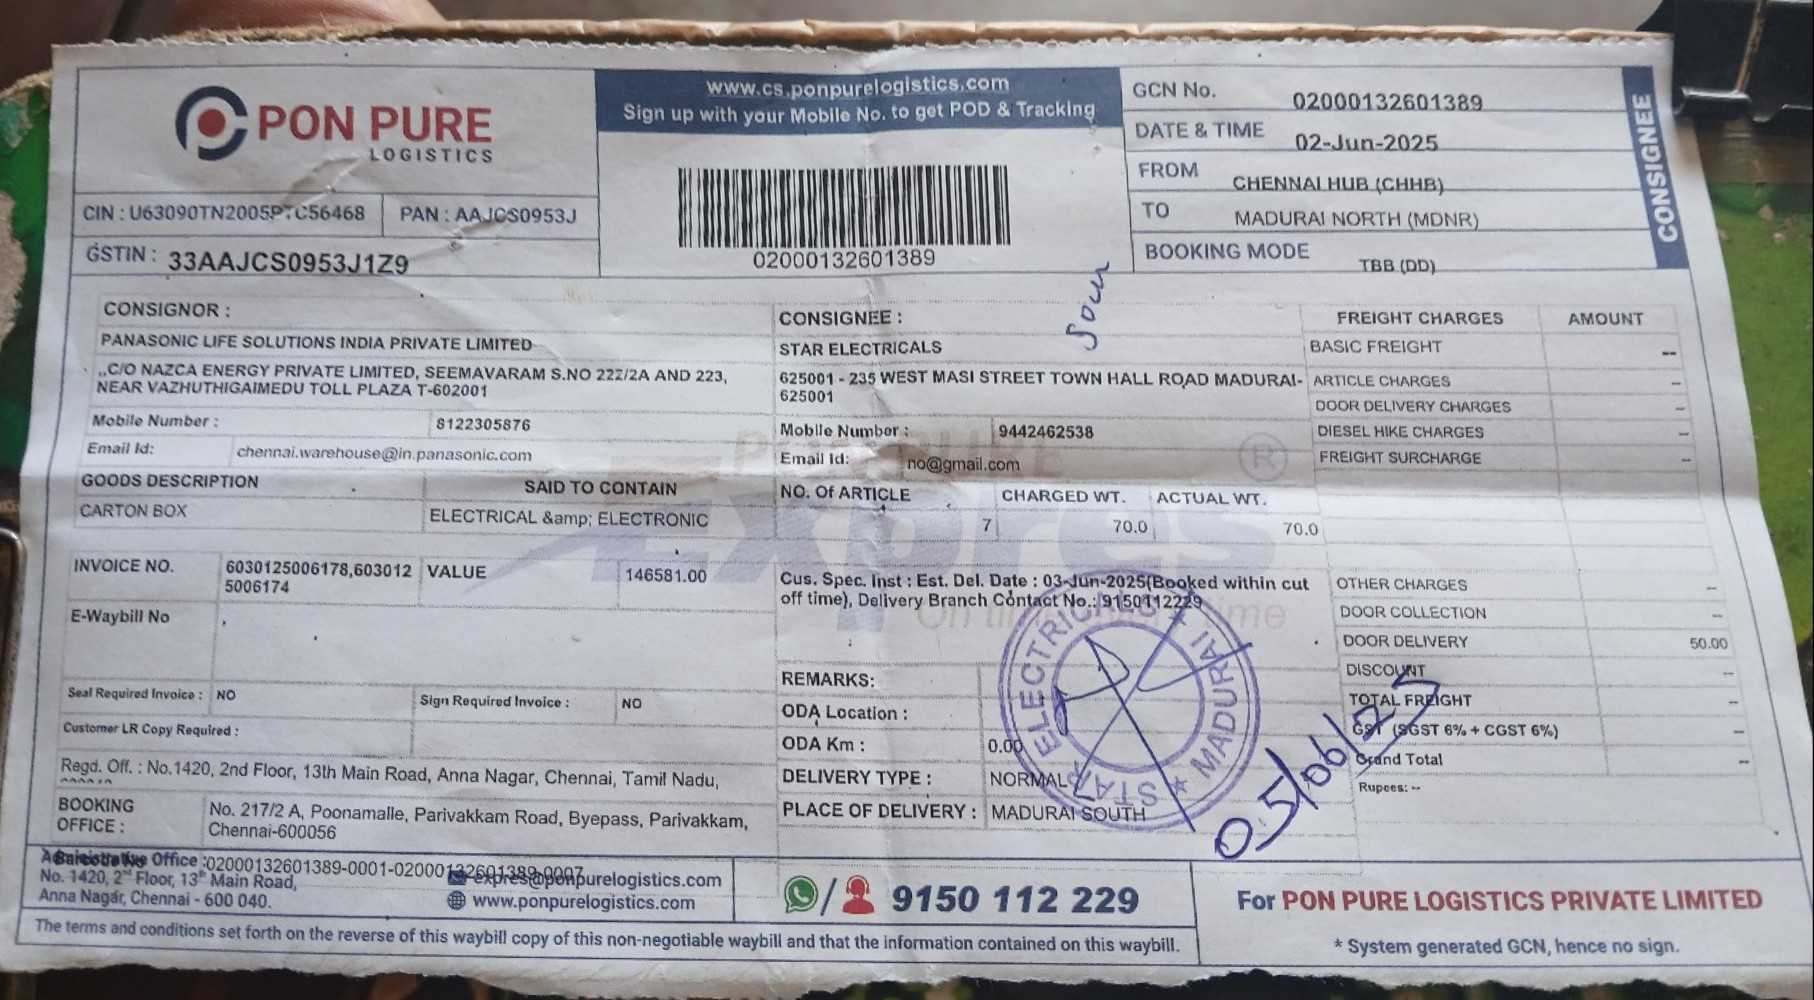 PON PURE
LOGISTICS
CIN : U63090TN2005PTC56468
PAN : AAJCS0953J
GSTIN : 33AAJCS0953J1Z9
www.cs.ponpurelogistics.com
Sign up with your Mobile No. to get POD & Tracking
02000132601389
GCN No. 02000132601389
DATE & TIME 02-Jun-2025
FROM CHENNAI HUB (CHHB)
TO MADURAI NORTH (MDNR)
BOOKING MODE TBB (DD)
CONSIGNEE
CONSIGNOR :
PANASONIC LIFE SOLUTIONS INDIA PRIVATE LIMITED
.,C/O NAZCA ENERGY PRIVATE LIMITED, SEEMAVARAM S.NO 222/2A AND 223,
NEAR VAZHUTHIGAIMEDU TOLL PLAZA T-602001
Mobile Number : 8122305876
Email Id: chennai.warehouse@in.panasonic.com
GOODS DESCRIPTION SAID TO CONTAIN
CARTON BOX ELECTRICAL &amp; ELECTRONIC
INVOICE NO. 6030125006178,603012 VALUE 146581.00
5006174
E-Waybill No ,
Seal Required Invoice : NO Sign Required Invoice : NO
Customer LR Copy Required :
Regd. Off. : No.1420, 2nd Floor, 13th Main Road, Anna Nagar, Chennai, Tamil Nadu,
BOOKING
OFFICE :
No. 217/2 A, Poonamalle, Parivakkam Road, Byepass, Parivakkam,
Chennai-600056
CONSIGNEE :
STAR ELECTRICALS
625001 - 235 WEST MASI STREET TOWN HALL ROAD MADURAI-
625001
Mobile Number : 9442462538
Email Id: no@gmail.com
NO. Of ARTICLE CHARGED WT. ACTUAL WT.
7 70.0 70.0
Cus. Spec. Inst : Est. Del. Date : 03-Jun-2025(Booked within cut
off time), Delivery Branch Contact No.: 9150112229
:
REMARKS:
ODA Location :
ODA Km : 0.00
DELIVERY TYPE : NORMAL
PLACE OF DELIVERY : MADURAI SOUTH
STAR ELECTRICALS ★ MADURAI ★
FREIGHT CHARGES AMOUNT
BASIC FREIGHT --
ARTICLE CHARGES --
DOOR DELIVERY CHARGES --
DIESEL HIKE CHARGES --
FREIGHT SURCHARGE --
OTHER CHARGES --
DOOR COLLECTION --
DOOR DELIVERY 50.00
DISCOUNT --
TOTAL FREIGHT --
GST (SGST 6% + CGST 6%) --
Grand Total --
Rupees: --
05/06/25
Expres
®
Administrative Office :
Barcode No 02000132601389-0001-02000132601389-0007
No. 1420, 2nd Floor, 13th Main Road,
Anna Nagar, Chennai - 600 040.
expres@ponpurelogistics.com
www.ponpurelogistics.com
/ 9150 112 229
For PON PURE LOGISTICS PRIVATE LIMITED
* System generated GCN, hence no sign.
The terms and conditions set forth on the reverse of this waybill copy of this non-negotiable waybill and that the information contained on this waybill.